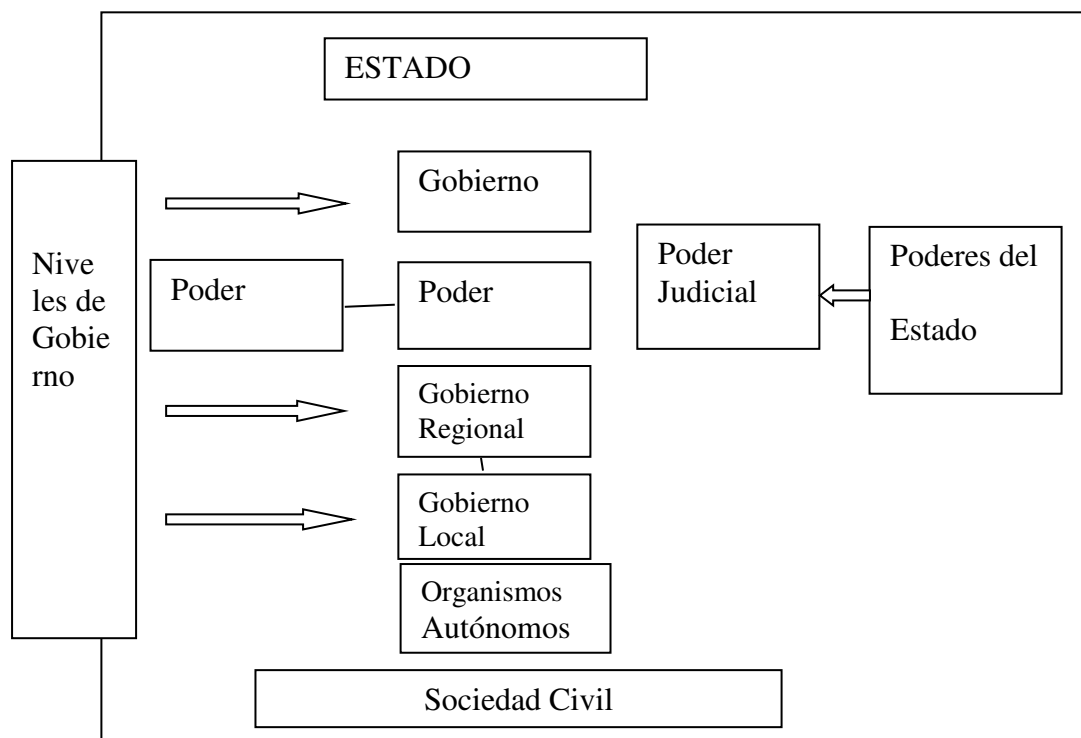 ESTADO
Gobierno
Nive
les de
Gobie
rno
Poder
Poder
Poder
Judicial
Poderes del
Estado
Gobierno
Regional
Gobierno
Local
Organismos
Autónomos
Sociedad Civil